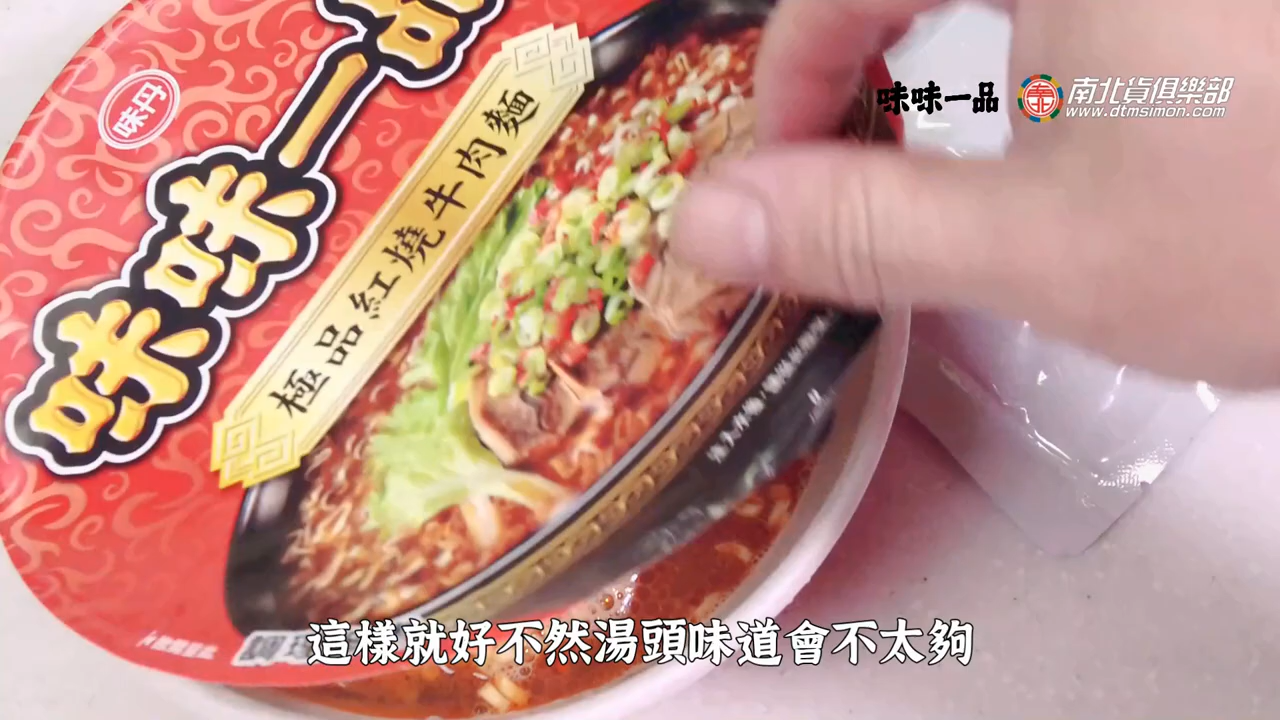 味味一品
味丹
極品紅燒牛肉麵
味味一品
南北貨俱樂部
www.dtmsimon.com
這樣就好不然湯頭味道會不太夠